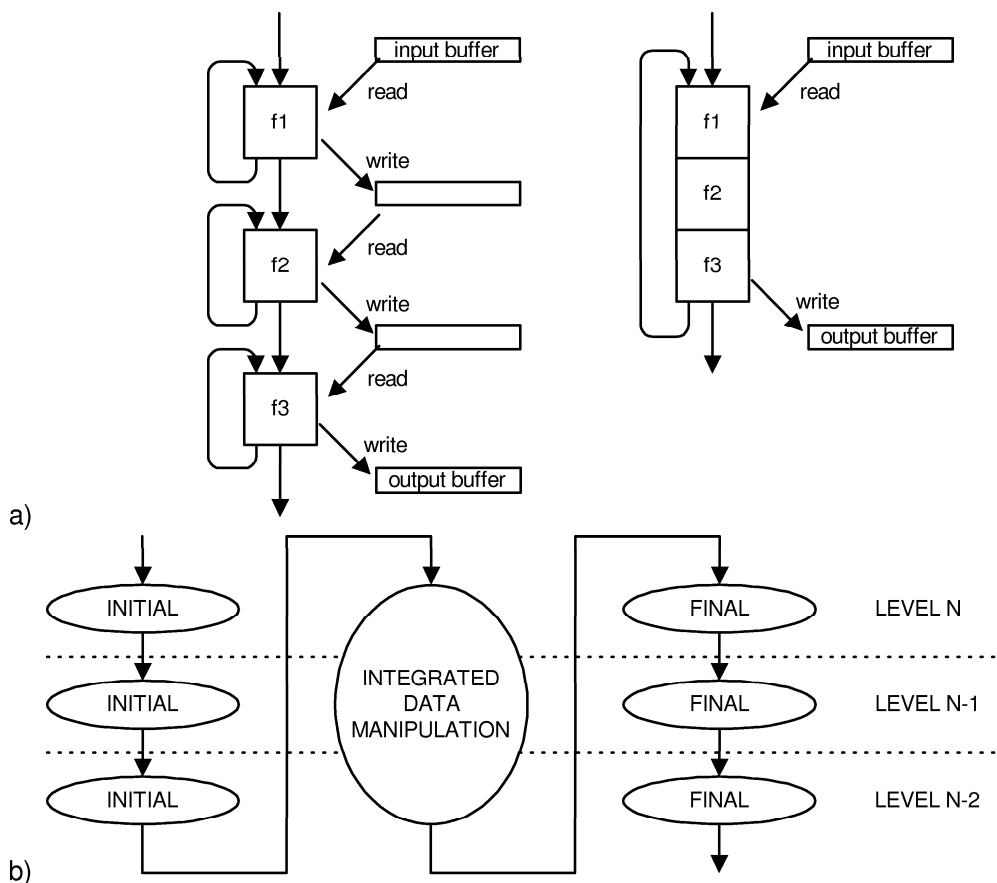 input buffer
read
f1
write
read
f2
write
read
f3
write
output buffer
input buffer
read
f1
f2
f3
write
output buffer
a)
INITIAL
INITIAL
INITIAL
INTEGRATED
DATA
MANIPULATION
FINAL
LEVEL N
FINAL
LEVEL N-1
FINAL
LEVEL N-2
b)